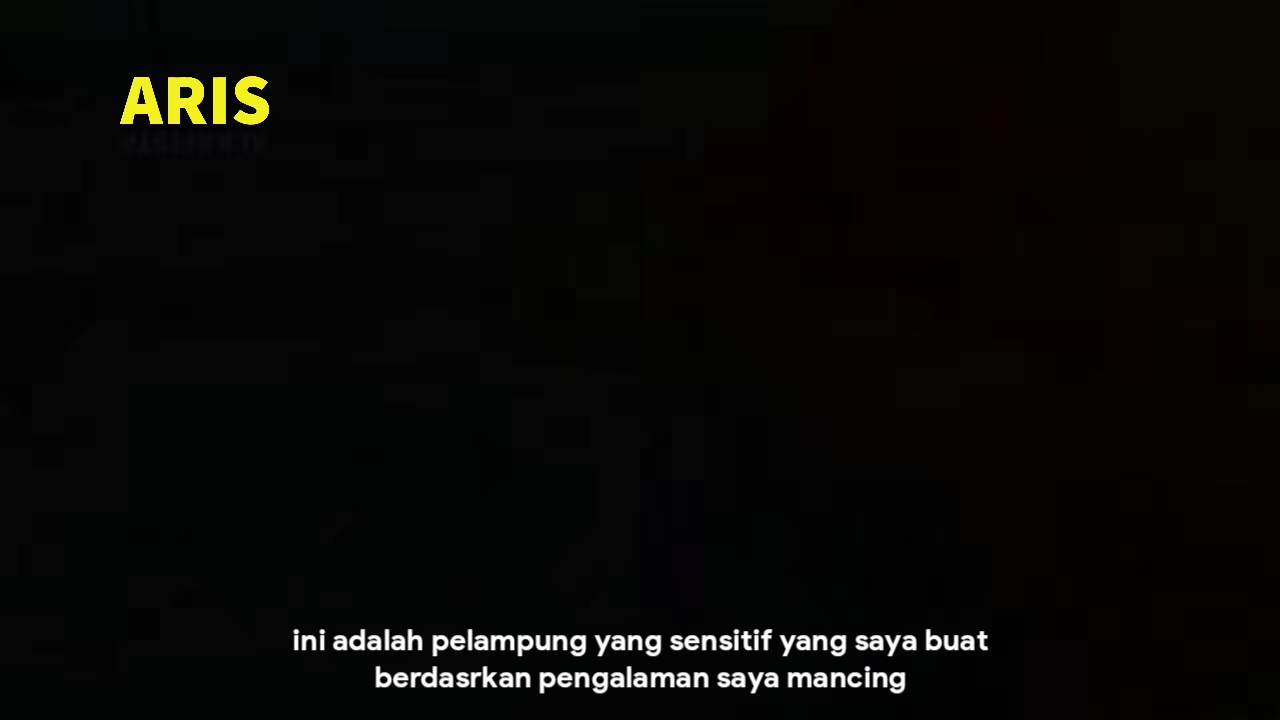 ARIS
ini adalah pelampung yang sensitif yang saya buat
berdasrkan pengalaman saya mancing